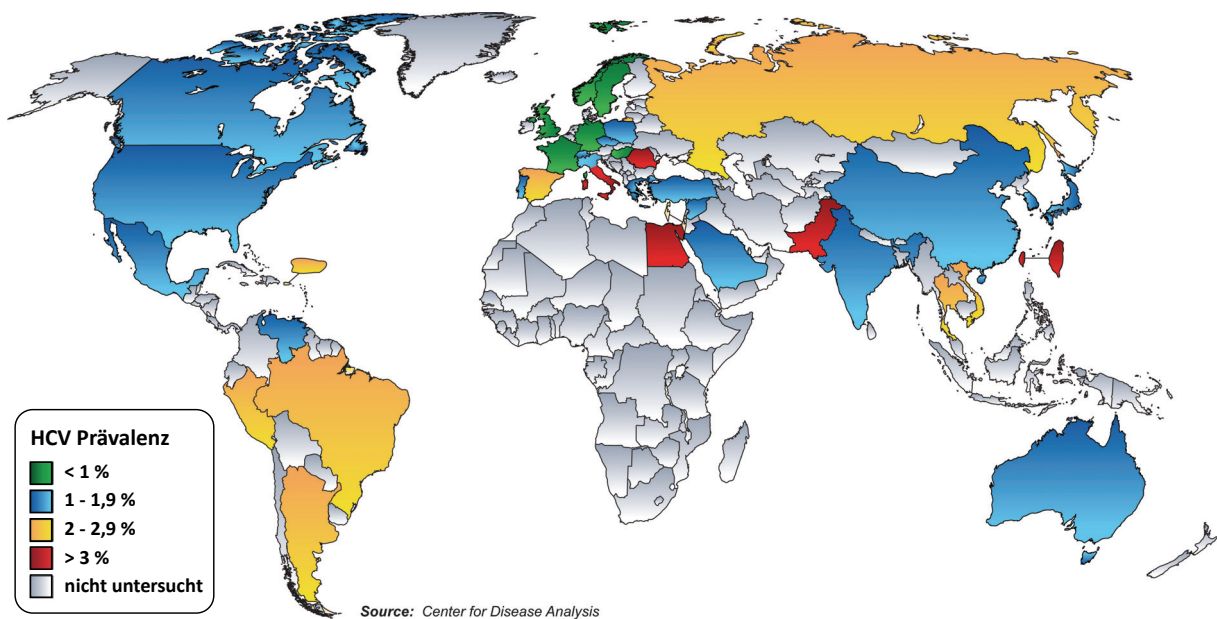 HCV Prävalenz
< 1 %
1 - 1,9 %
2 - 2,9 %
> 3 %
nicht untersucht
Source: Center for Disease Analysis